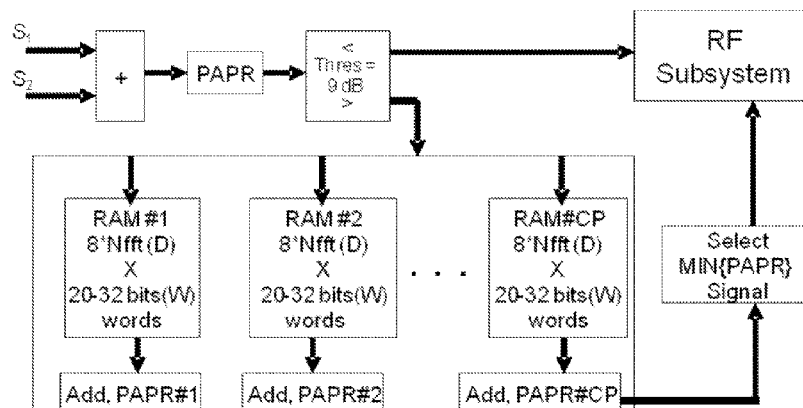 S1
S2
+
PAPR
<
Thres =
9 dB
>
RF
Subsystem
RAM #1
8*Nfft (D)
X
20-32 bits(W)
words
RAM #2
8*Nfft (D)
X
20-32 bits(W)
words
. . .
RAM#CP
8*Nfft (D)
X
20-32 bits(W)
words
Select
MIN{PAPR}
Signal
Add, PAPR#1
Add, PAPR#2
Add, PAPR#CP